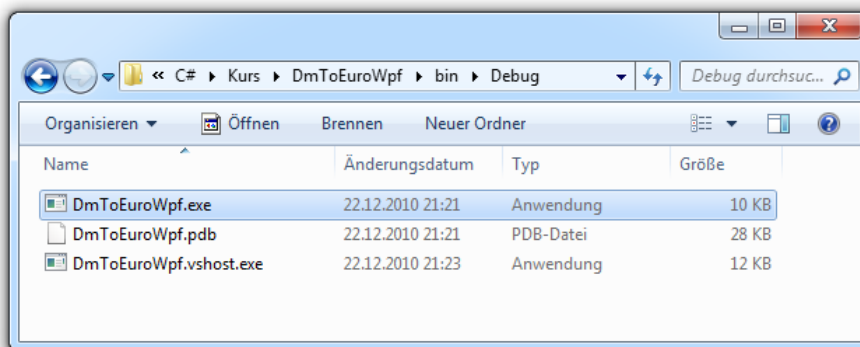 « C# ▸ Kurs ▸ DmToEuroWpf ▸ bin ▸ Debug Debug durchsuc...
Organisieren Öffnen Brennen Neuer Ordner
Name Änderungsdatum Typ Größe
DmToEuroWpf.exe 22.12.2010 21:21 Anwendung 10 KB
DmToEuroWpf.pdb 22.12.2010 21:21 PDB-Datei 28 KB
DmToEuroWpf.vshost.exe 22.12.2010 21:23 Anwendung 12 KB